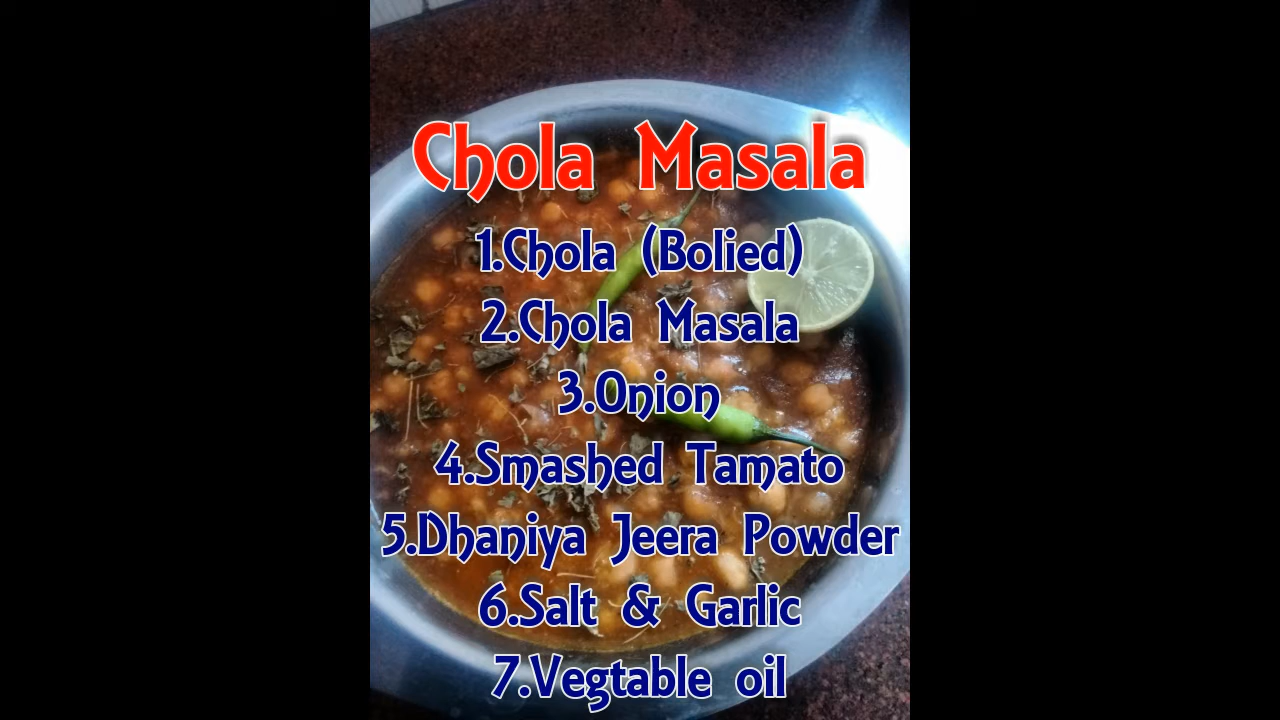 Chola Masala
1.Chola (Bolied)
2.Chola Masala
3.Onion
4.Smashed Tamato
5.Dhaniya Jeera Powder
6.Salt & Garlic
7.Vegtable oil